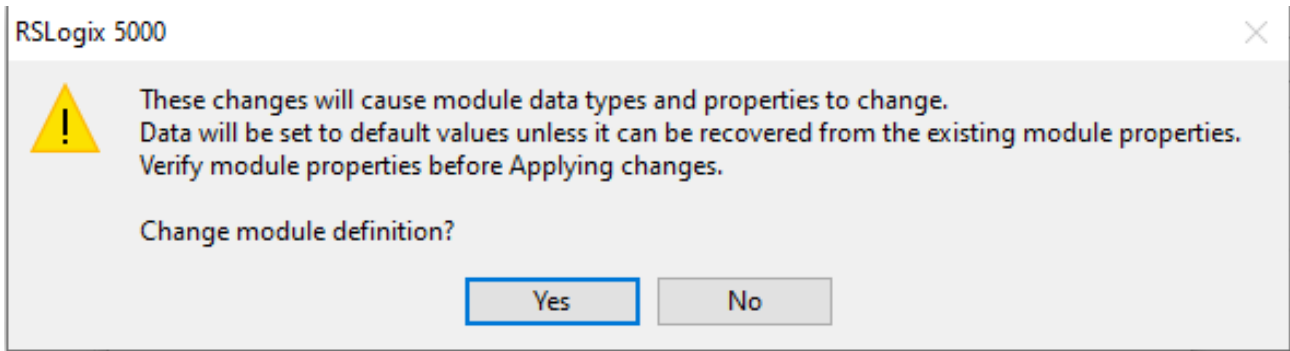 RSLogix 5000
These changes will cause module data types and properties to change.
Data will be set to default values unless it can be recovered from the existing module properties.
Verify module properties before Applying changes.
Change module definition?
Yes No